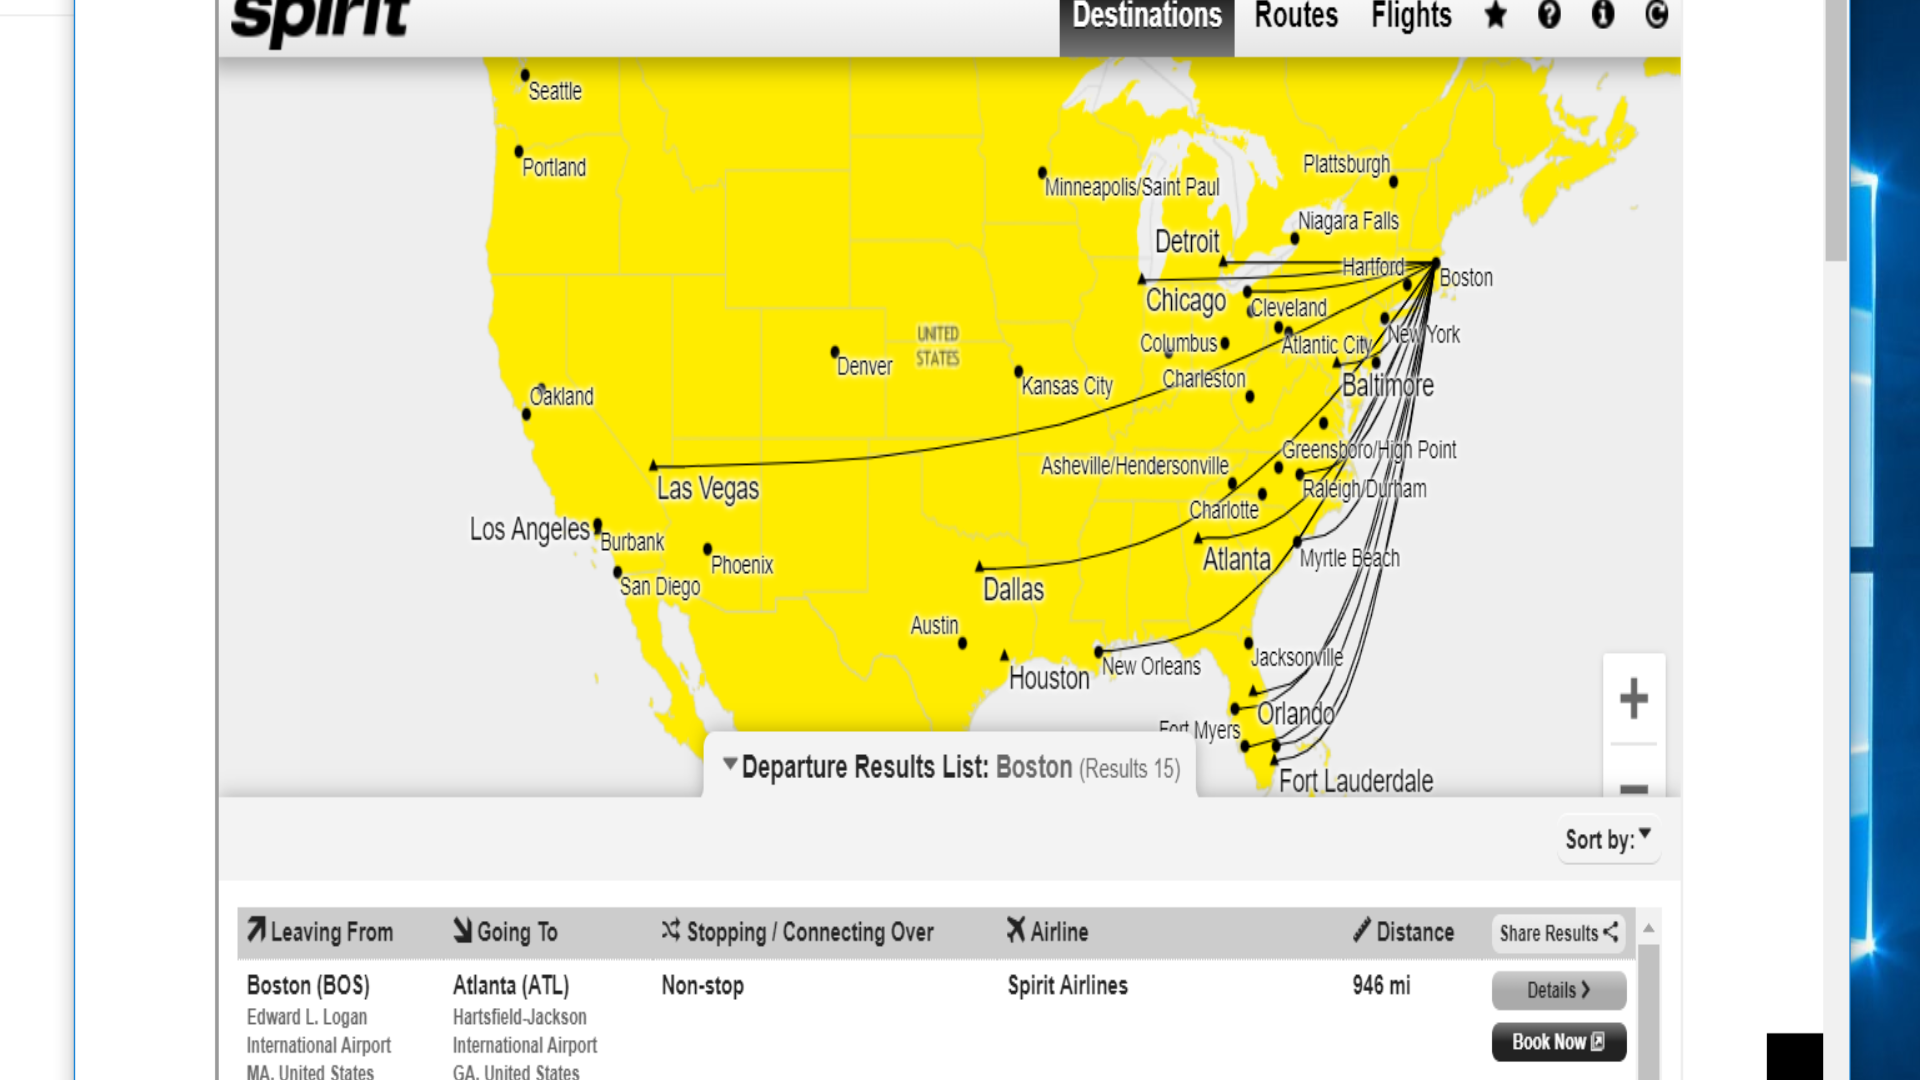 spirit
Destinations Routes Flights
Seattle
Portland
Plattsburgh
Minneapolis/Saint Paul
Niagara Falls
Detroit
Hartford
Boston
Chicago
Cleveland
UNITED
STATES
New York
Columbus
Atlantic City
Denver
Charleston
Kansas City
Baltimore
Oakland
Greensboro/High Point
Asheville/Hendersonville
Las Vegas
Raleigh/Durham
Charlotte
Los Angeles
Burbank
Atlanta
Myrtle Beach
Phoenix
San Diego
Dallas
Austin
Jacksonville
New Orleans
Houston
Orlando
Fort Myers
Fort Lauderdale
Departure Results List: Boston (Results 15)
Sort by:
Leaving From Going To Stopping / Connecting Over Airline Distance Share Results
Boston (BOS) Atlanta (ATL) Non-stop Spirit Airlines 946 mi Details
Edward L. Logan Hartsfield-Jackson
International Airport International Airport Book Now
MA, United States GA, United States